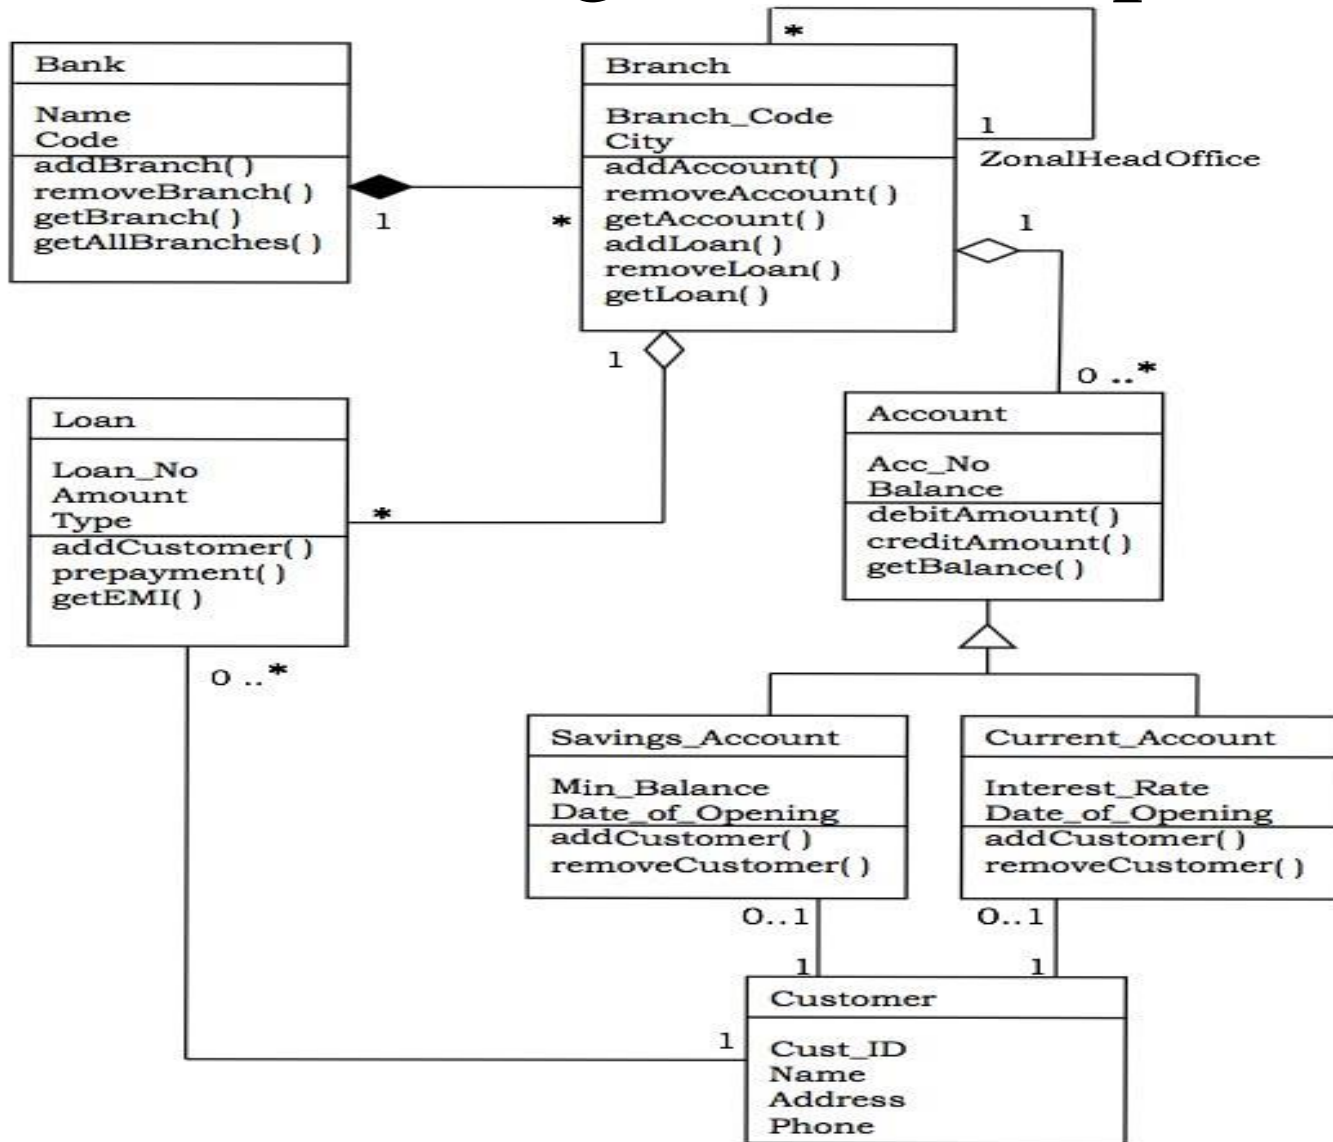 Bank
Name
Code
addBranch( )
removeBranch( )
getBranch( )
getAllBranches( )
1
*
Branch
Branch_Code
City
addAccount( )
removeAccount( )
getAccount( )
addLoan( )
removeLoan( )
getLoan( )
*
1
ZonalHeadOffice
1
0 ..*
1
*
Loan
Loan_No
Amount
Type
addCustomer( )
prepayment( )
getEMI( )
0 ..*
Account
Acc_No
Balance
debitAmount( )
creditAmount( )
getBalance( )
Savings_Account
Min_Balance
Date_of_Opening
addCustomer( )
removeCustomer( )
0..1
1
Current_Account
Interest_Rate
Date_of_Opening
addCustomer( )
removeCustomer( )
0..1
1
1
Customer
Cust_ID
Name
Address
Phone